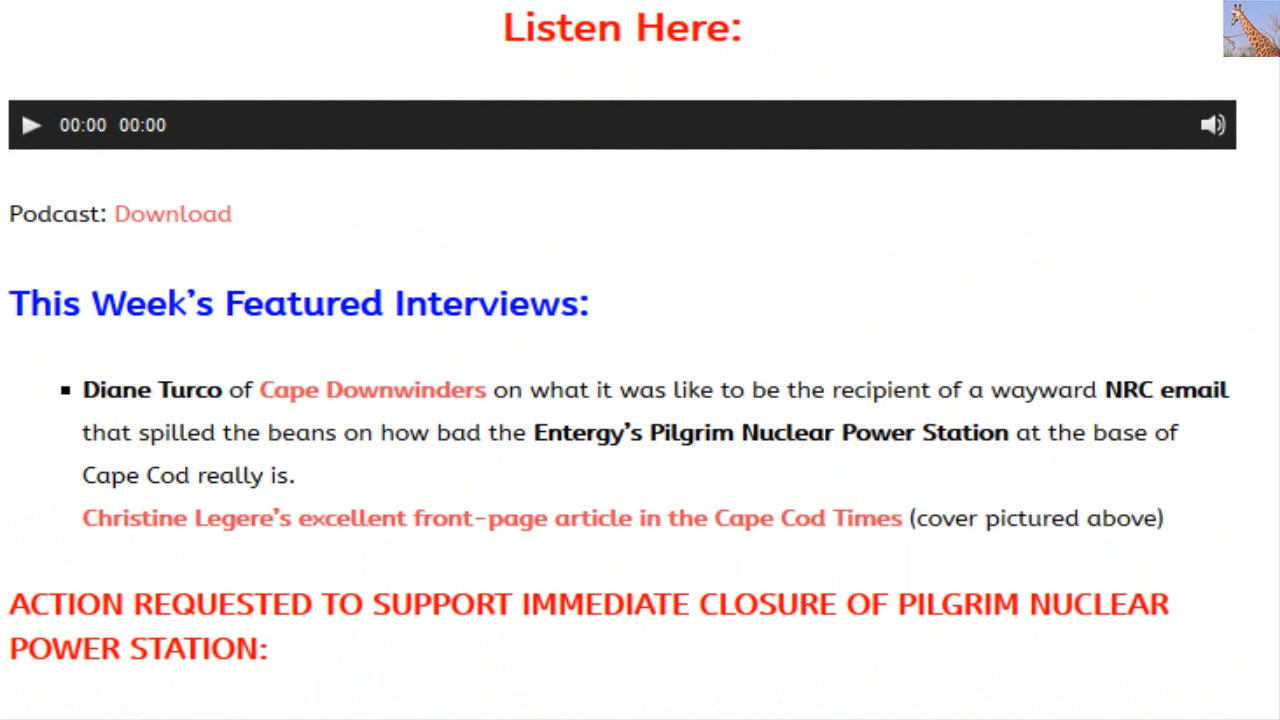 Listen Here:
00:00 00:00
Podcast: Download
This Week’s Featured Interviews:
Diane Turco of Cape Downwinders on what it was like to be the recipient of a wayward NRC email
that spilled the beans on how bad the Entergy’s Pilgrim Nuclear Power Station at the base of
Cape Cod really is.
Christine Legere’s excellent front-page article in the Cape Cod Times (cover pictured above)
ACTION REQUESTED TO SUPPORT IMMEDIATE CLOSURE OF PILGRIM NUCLEAR
POWER STATION: